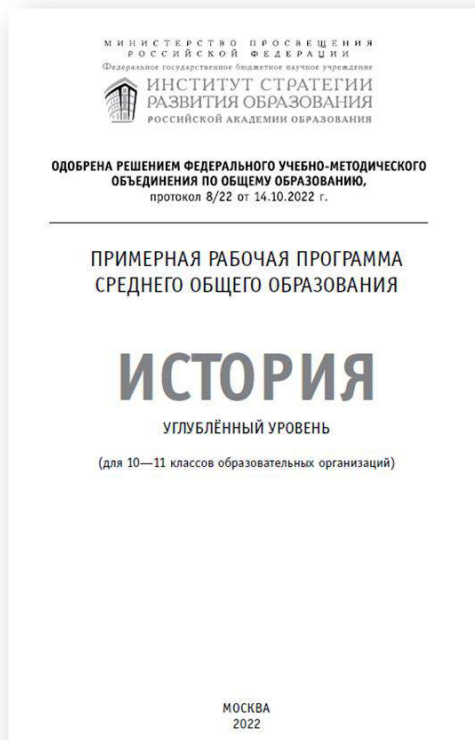 МИНИСТЕРСТВО ПРОСВЕЩЕНИЯ
РОССИЙСКОЙ ФЕДЕРАЦИИ
Федеральное государственное бюджетное научное учреждение
ИНСТИТУТ СТРАТЕГИИ
РАЗВИТИЯ ОБРАЗОВАНИЯ
РОССИЙСКОЙ АКАДЕМИИ ОБРАЗОВАНИЯ
ОДОБРЕНА РЕШЕНИЕМ ФЕДЕРАЛЬНОГО УЧЕБНО-МЕТОДИЧЕСКОГО
ОБЪЕДИНЕНИЯ ПО ОБЩЕМУ ОБРАЗОВАНИЮ,
протокол 8/22 от 14.10.2022 г.
ПРИМЕРНАЯ РАБОЧАЯ ПРОГРАММА
СРЕДНЕГО ОБЩЕГО ОБРАЗОВАНИЯ
ИСТОРИЯ
УГЛУБЛЁННЫЙ УРОВЕНЬ
(для 10—11 классов образовательных организаций)
МОСКВА
2022